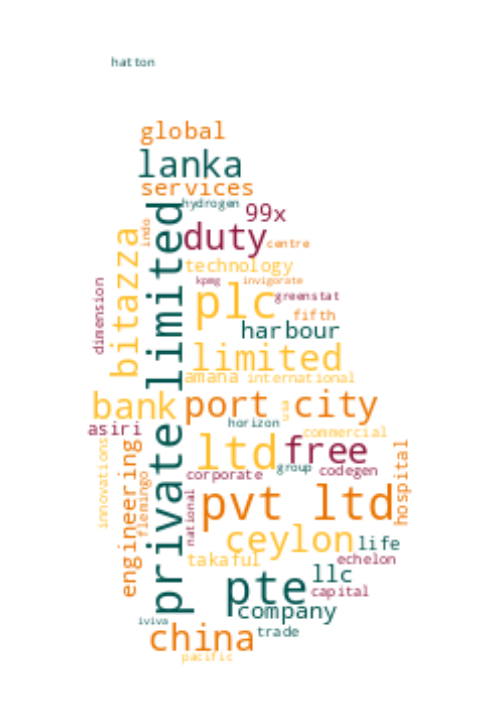 hatton
global
lanka
services
hydrogen
99x
indo
duty
centre
bitazza
private limited
technology
dimension
kpmg
invigorate
plc
greenstat
fifth
harbour
limited
amana
international
bank
port city
usa
asiri
horizon
commercial
ltd
free
innovations
engineering
group
corporate
codegen
hospital
flemingo
national
pvt ltd
ceylon
life
takaful
echelon
llc
pte
capital
company
iviva
trade
china
pacific